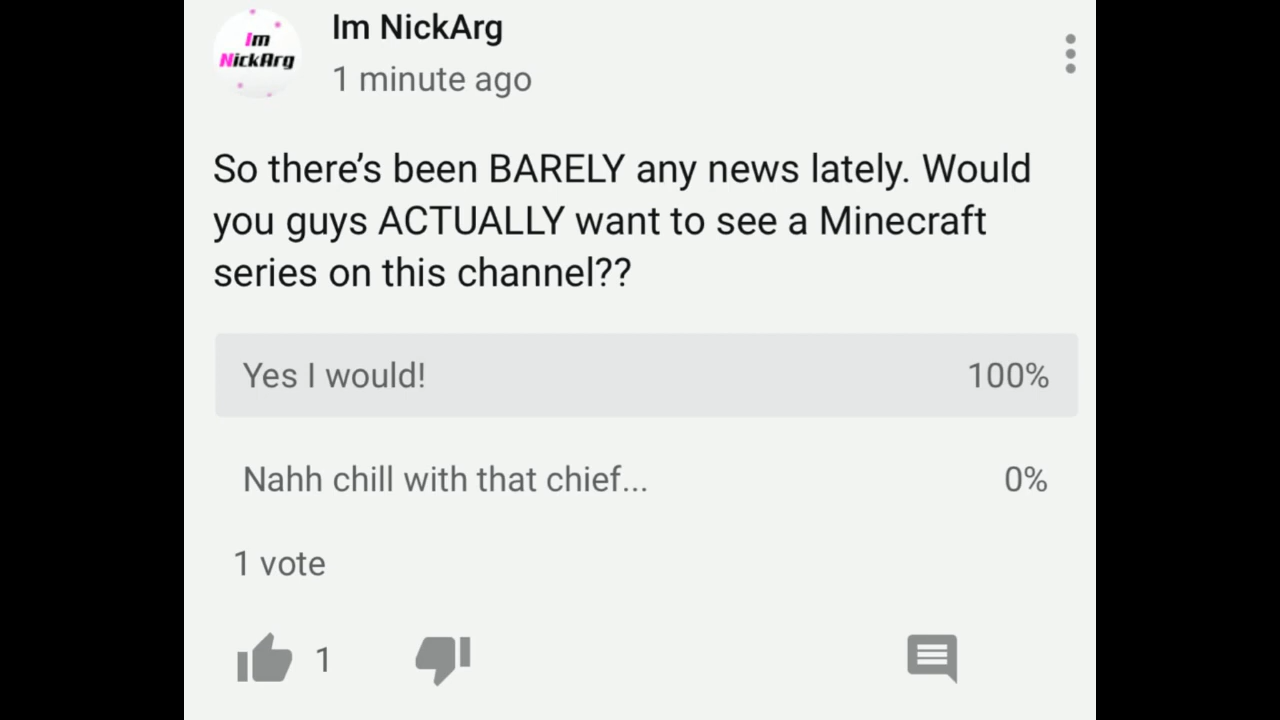 Im
NickArg
Im NickArg
1 minute ago
So there's been BARELY any news lately. Would
you guys ACTUALLY want to see a Minecraft
series on this channel??
Yes I would! 100%
Nahh chill with that chief... 0%
1 vote
1